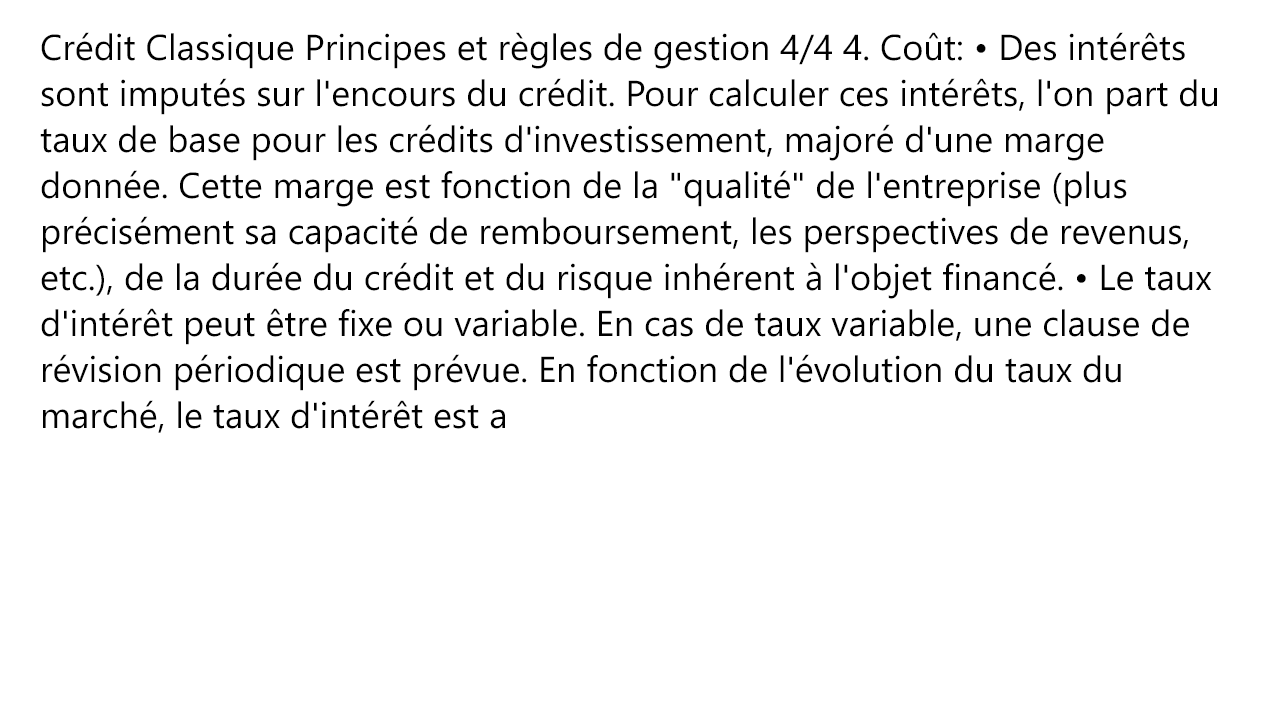 Crédit Classique Principes et règles de gestion 4/4 4. Coût: • Des intérêts
sont imputés sur l'encours du crédit. Pour calculer ces intérêts, l'on part du
taux de base pour les crédits d'investissement, majoré d'une marge
donnée. Cette marge est fonction de la "qualité" de l'entreprise (plus
précisément sa capacité de remboursement, les perspectives de revenus,
etc.), de la durée du crédit et du risque inhérent à l'objet financé. • Le taux
d'intérêt peut être fixe ou variable. En cas de taux variable, une clause de
révision périodique est prévue. En fonction de l'évolution du taux du
marché, le taux d'intérêt est a